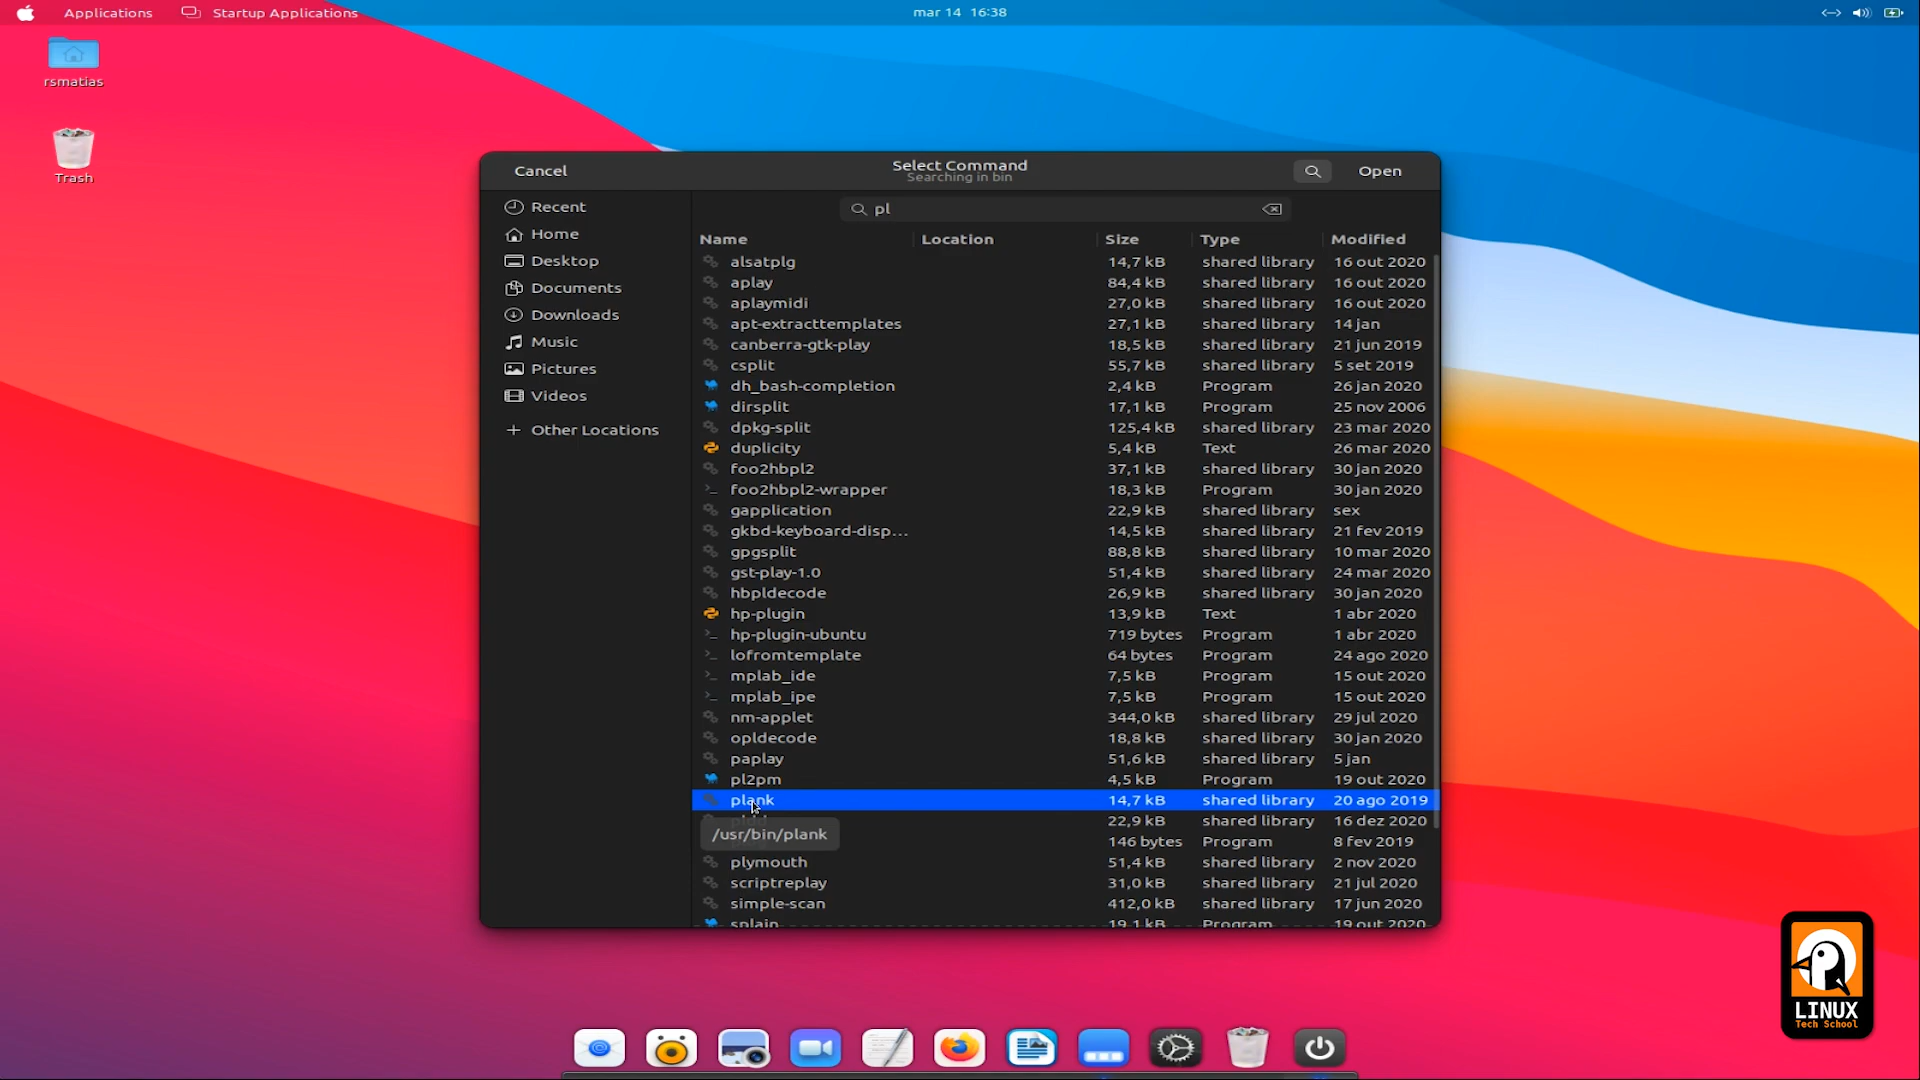 Applications Startup Applications mar 14 16:38
rsmatias
Trash
Cancel Select Command Open
Searching in bin
pl
Recent
Home
Desktop
Documents
Downloads
Music
Pictures
Videos
Other Locations
Name Location Size Type Modified
alsatplg 14,7 kB shared library 16 out 2020
aplay 84,4 kB shared library 16 out 2020
aplaymidi 27,0 kB shared library 16 out 2020
apt-extracttemplates 27,1 kB shared library 14 jan
canberra-gtk-play 18,5 kB shared library 21 jun 2019
csplit 55,7 kB shared library 5 set 2019
dh_bash-completion 2,4 kB Program 26 jan 2020
dirsplit 17,1 kB Program 25 nov 2006
dpkg-split 125,4 kB shared library 23 mar 2020
duplicity 5,4 kB Text 26 mar 2020
foo2hbpl2 37,1 kB shared library 30 jan 2020
foo2hbpl2-wrapper 18,3 kB Program 30 jan 2020
gapplication 22,9 kB shared library sex
gkbd-keyboard-disp... 14,5 kB shared library 21 fev 2019
gpgsplit 88,8 kB shared library 10 mar 2020
gst-play-1.0 51,4 kB shared library 24 mar 2020
hbpldecode 26,9 kB shared library 30 jan 2020
hp-plugin 13,9 kB Text 1 abr 2020
hp-plugin-ubuntu 719 bytes Program 1 abr 2020
lofromtemplate 64 bytes Program 24 ago 2020
mplab_ide 7,5 kB Program 15 out 2020
mplab_ipe 7,5 kB Program 15 out 2020
nm-applet 344,0 kB shared library 29 jul 2020
opldecode 18,8 kB shared library 30 jan 2020
paplay 51,6 kB shared library 5 jan
pl2pm 4,5 kB Program 19 out 2020
plank 14,7 kB shared library 20 ago 2019
22,9 kB shared library 16 dez 2020
/usr/bin/plank
146 bytes Program 8 fev 2019
plymouth 51,4 kB shared library 2 nov 2020
scriptreplay 31,0 kB shared library 21 jul 2020
simple-scan 412,0 kB shared library 17 jun 2020
splain 19,1 kB Program 19 out 2020
LINUX
Tech School